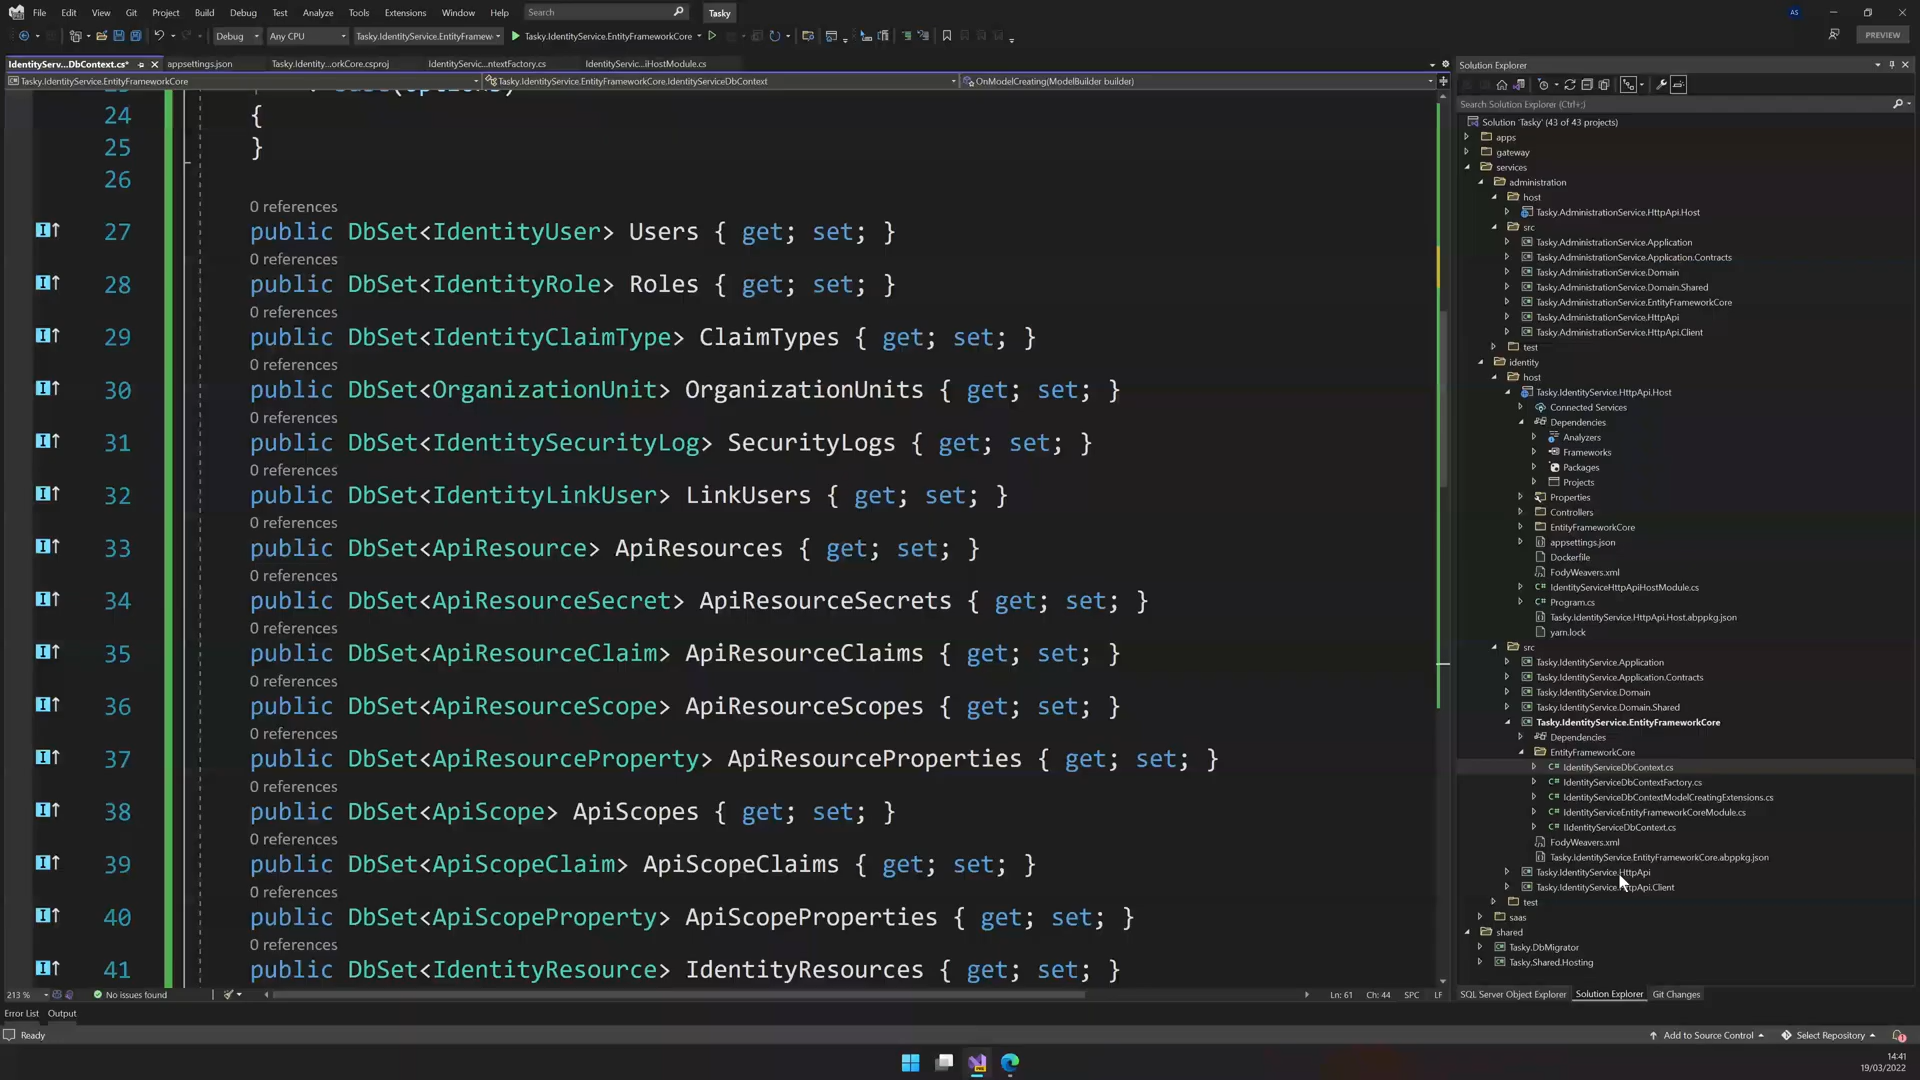 File Edit View Git Project Build Debug Test Analyze Tools Extensions Window Help Search Tasky AS
Debug Any CPU Tasky.IdentityService.EntityFramew... Tasky.IdentityService.EntityFrameworkCore PREVIEW
IdentityServ...DbContext.cs* appsettings.json Tasky.Identity...orkCore.csproj IdentityServic...ntextFactory.cs IdentityServic...iHostModule.cs
Tasky.IdentityService.EntityFrameworkCore Tasky.IdentityService.EntityFrameworkCore.IdentityServiceDbContext OnModelCreating(ModelBuilder builder)
24 {
25 }
26
0 references
27 public DbSet<IdentityUser> Users { get; set; }
0 references
28 public DbSet<IdentityRole> Roles { get; set; }
0 references
29 public DbSet<IdentityClaimType> ClaimTypes { get; set; }
0 references
30 public DbSet<OrganizationUnit> OrganizationUnits { get; set; }
0 references
31 public DbSet<IdentitySecurityLog> SecurityLogs { get; set; }
0 references
32 public DbSet<IdentityLinkUser> LinkUsers { get; set; }
0 references
33 public DbSet<ApiResource> ApiResources { get; set; }
0 references
34 public DbSet<ApiResourceSecret> ApiResourceSecrets { get; set; }
0 references
35 public DbSet<ApiResourceClaim> ApiResourceClaims { get; set; }
0 references
36 public DbSet<ApiResourceScope> ApiResourceScopes { get; set; }
0 references
37 public DbSet<ApiResourceProperty> ApiResourceProperties { get; set; }
0 references
38 public DbSet<ApiScope> ApiScopes { get; set; }
0 references
39 public DbSet<ApiScopeClaim> ApiScopeClaims { get; set; }
0 references
40 public DbSet<ApiScopeProperty> ApiScopeProperties { get; set; }
0 references
41 public DbSet<IdentityResource> IdentityResources { get; set; }
213 % No issues found Ln: 61 Ch: 44 SPC LF
Solution Explorer
Search Solution Explorer (Ctrl+;)
Solution 'Tasky' (43 of 43 projects)
apps
gateway
services
administration
host
Tasky.AdministrationService.HttpApi.Host
src
Tasky.AdministrationService.Application
Tasky.AdministrationService.Application.Contracts
Tasky.AdministrationService.Domain
Tasky.AdministrationService.Domain.Shared
Tasky.AdministrationService.EntityFrameworkCore
Tasky.AdministrationService.HttpApi
Tasky.AdministrationService.HttpApi.Client
test
identity
host
Tasky.IdentityService.HttpApi.Host
Connected Services
Dependencies
Analyzers
Frameworks
Packages
Projects
Properties
Controllers
EntityFrameworkCore
appsettings.json
Dockerfile
FodyWeavers.xml
IdentityServiceHttpApiHostModule.cs
Program.cs
Tasky.IdentityService.HttpApi.Host.abppkg.json
yarn.lock
src
Tasky.IdentityService.Application
Tasky.IdentityService.Application.Contracts
Tasky.IdentityService.Domain
Tasky.IdentityService.Domain.Shared
Tasky.IdentityService.EntityFrameworkCore
Dependencies
EntityFrameworkCore
IdentityServiceDbContext.cs
IdentityServiceDbContextFactory.cs
IdentityServiceDbContextModelCreatingExtensions.cs
IdentityServiceEntityFrameworkCoreModule.cs
IIdentityServiceDbContext.cs
FodyWeavers.xml
Tasky.IdentityService.EntityFrameworkCore.abppkg.json
Tasky.IdentityService.HttpApi
Tasky.IdentityService.HttpApi.Client
test
saas
shared
Tasky.DbMigrator
Tasky.Shared.Hosting
SQL Server Object Explorer Solution Explorer Git Changes
Error List Output
Ready Add to Source Control Select Repository
14:41
19/03/2022